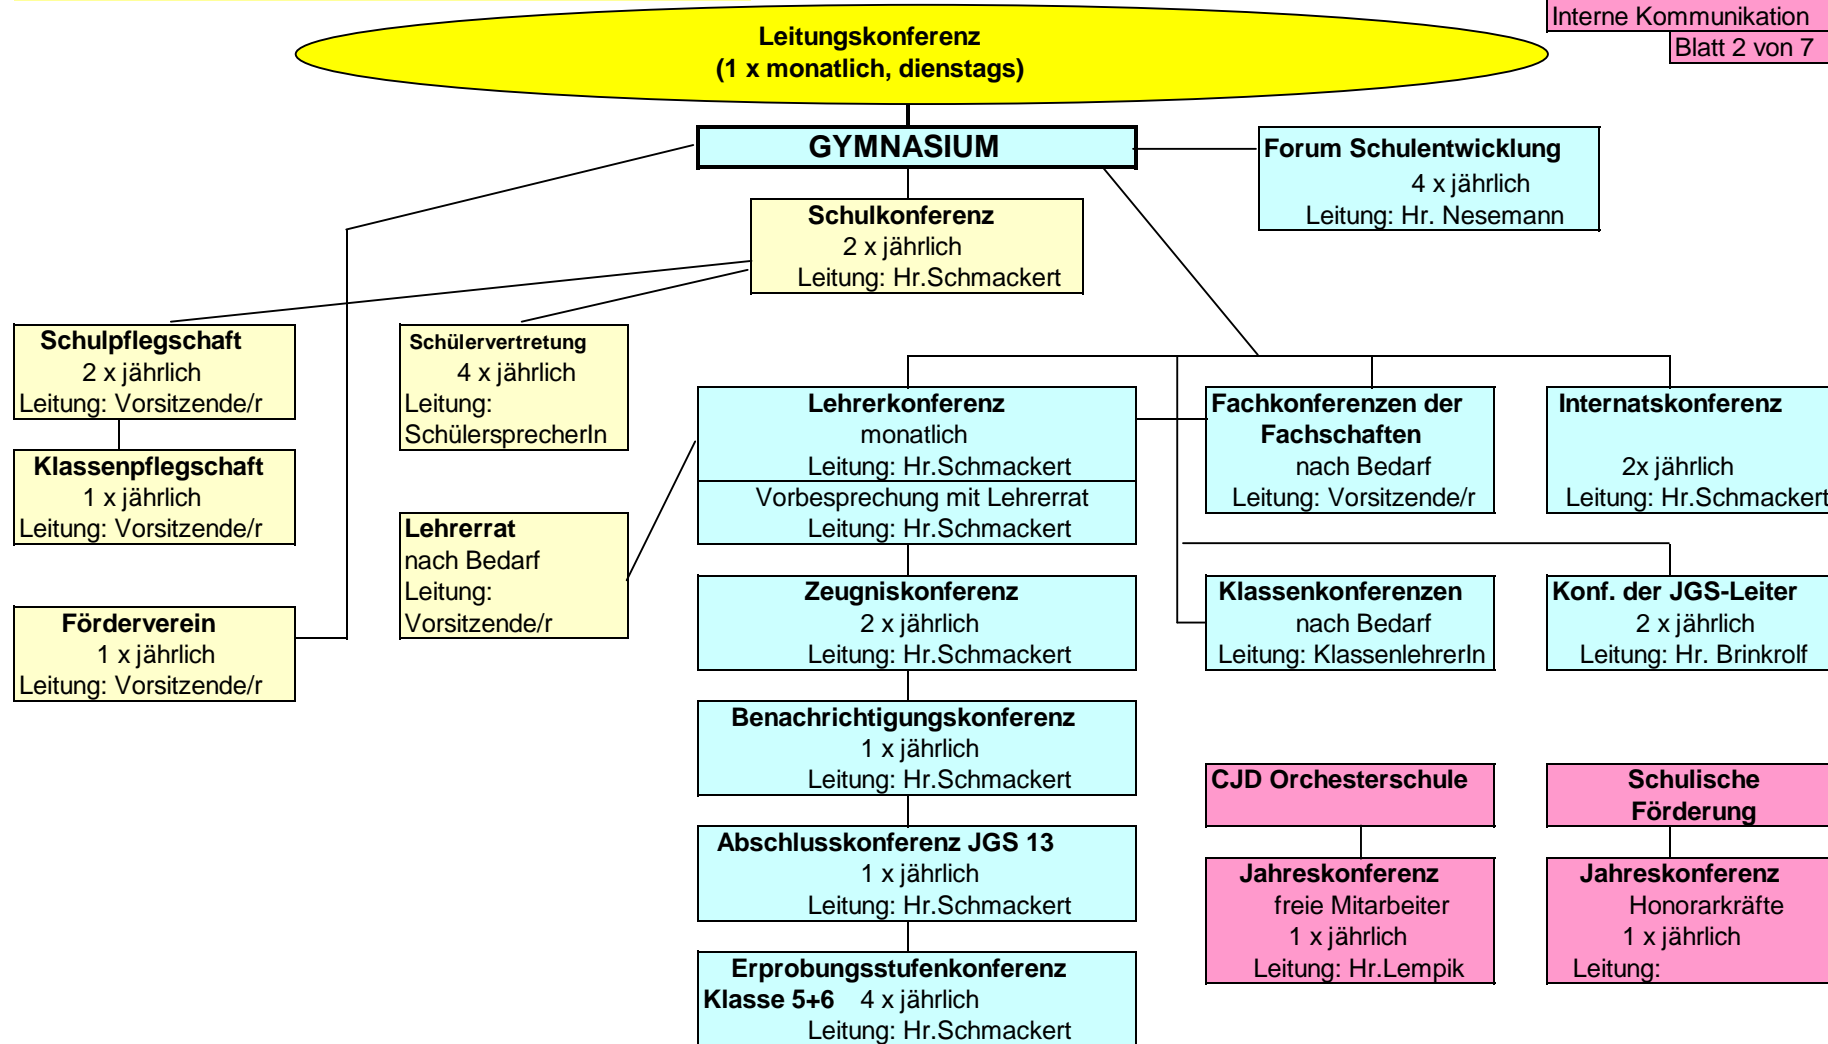 Interne Kommunikation
Blatt 2 von 7
Leitungskonferenz
(1 x monatlich, dienstags)
GYMNASIUM
Forum Schulentwicklung
4 x jährlich
Leitung: Hr. Nesemann
Schulkonferenz
2 x jährlich
Leitung: Hr.Schmackert
Schulpflegschaft
2 x jährlich
Leitung: Vorsitzende/r
Schülervertretung
4 x jährlich
Leitung:
SchülersprecherIn
Klassenpflegschaft
1 x jährlich
Leitung: Vorsitzende/r
Lehrerkonferenz
monatlich
Leitung: Hr.Schmackert
Vorbesprechung mit Lehrerrat
Leitung: Hr.Schmackert
Fachkonferenzen der
Fachschaften
nach Bedarf
Leitung: Vorsitzende/r
Internatskonferenz
2x jährlich
Leitung: Hr.Schmackert
Lehrerrat
nach Bedarf
Leitung:
Vorsitzende/r
Förderverein
1 x jährlich
Leitung: Vorsitzende/r
Zeugniskonferenz
2 x jährlich
Leitung: Hr.Schmackert
Klassenkonferenzen
nach Bedarf
Leitung: KlassenlehrerIn
Konf. der JGS-Leiter
2 x jährlich
Leitung: Hr. Brinkrolf
Benachrichtigungskonferenz
1 x jährlich
Leitung: Hr.Schmackert
Abschlusskonferenz JGS 13
1 x jährlich
Leitung: Hr.Schmackert
Erprobungsstufenkonferenz
Klasse 5+6 4 x jährlich
Leitung: Hr.Schmackert
CJD Orchesterschule
Jahreskonferenz
freie Mitarbeiter
1 x jährlich
Leitung: Hr.Lempik
Schulische
Förderung
Jahreskonferenz
Honorarkräfte
1 x jährlich
Leitung: